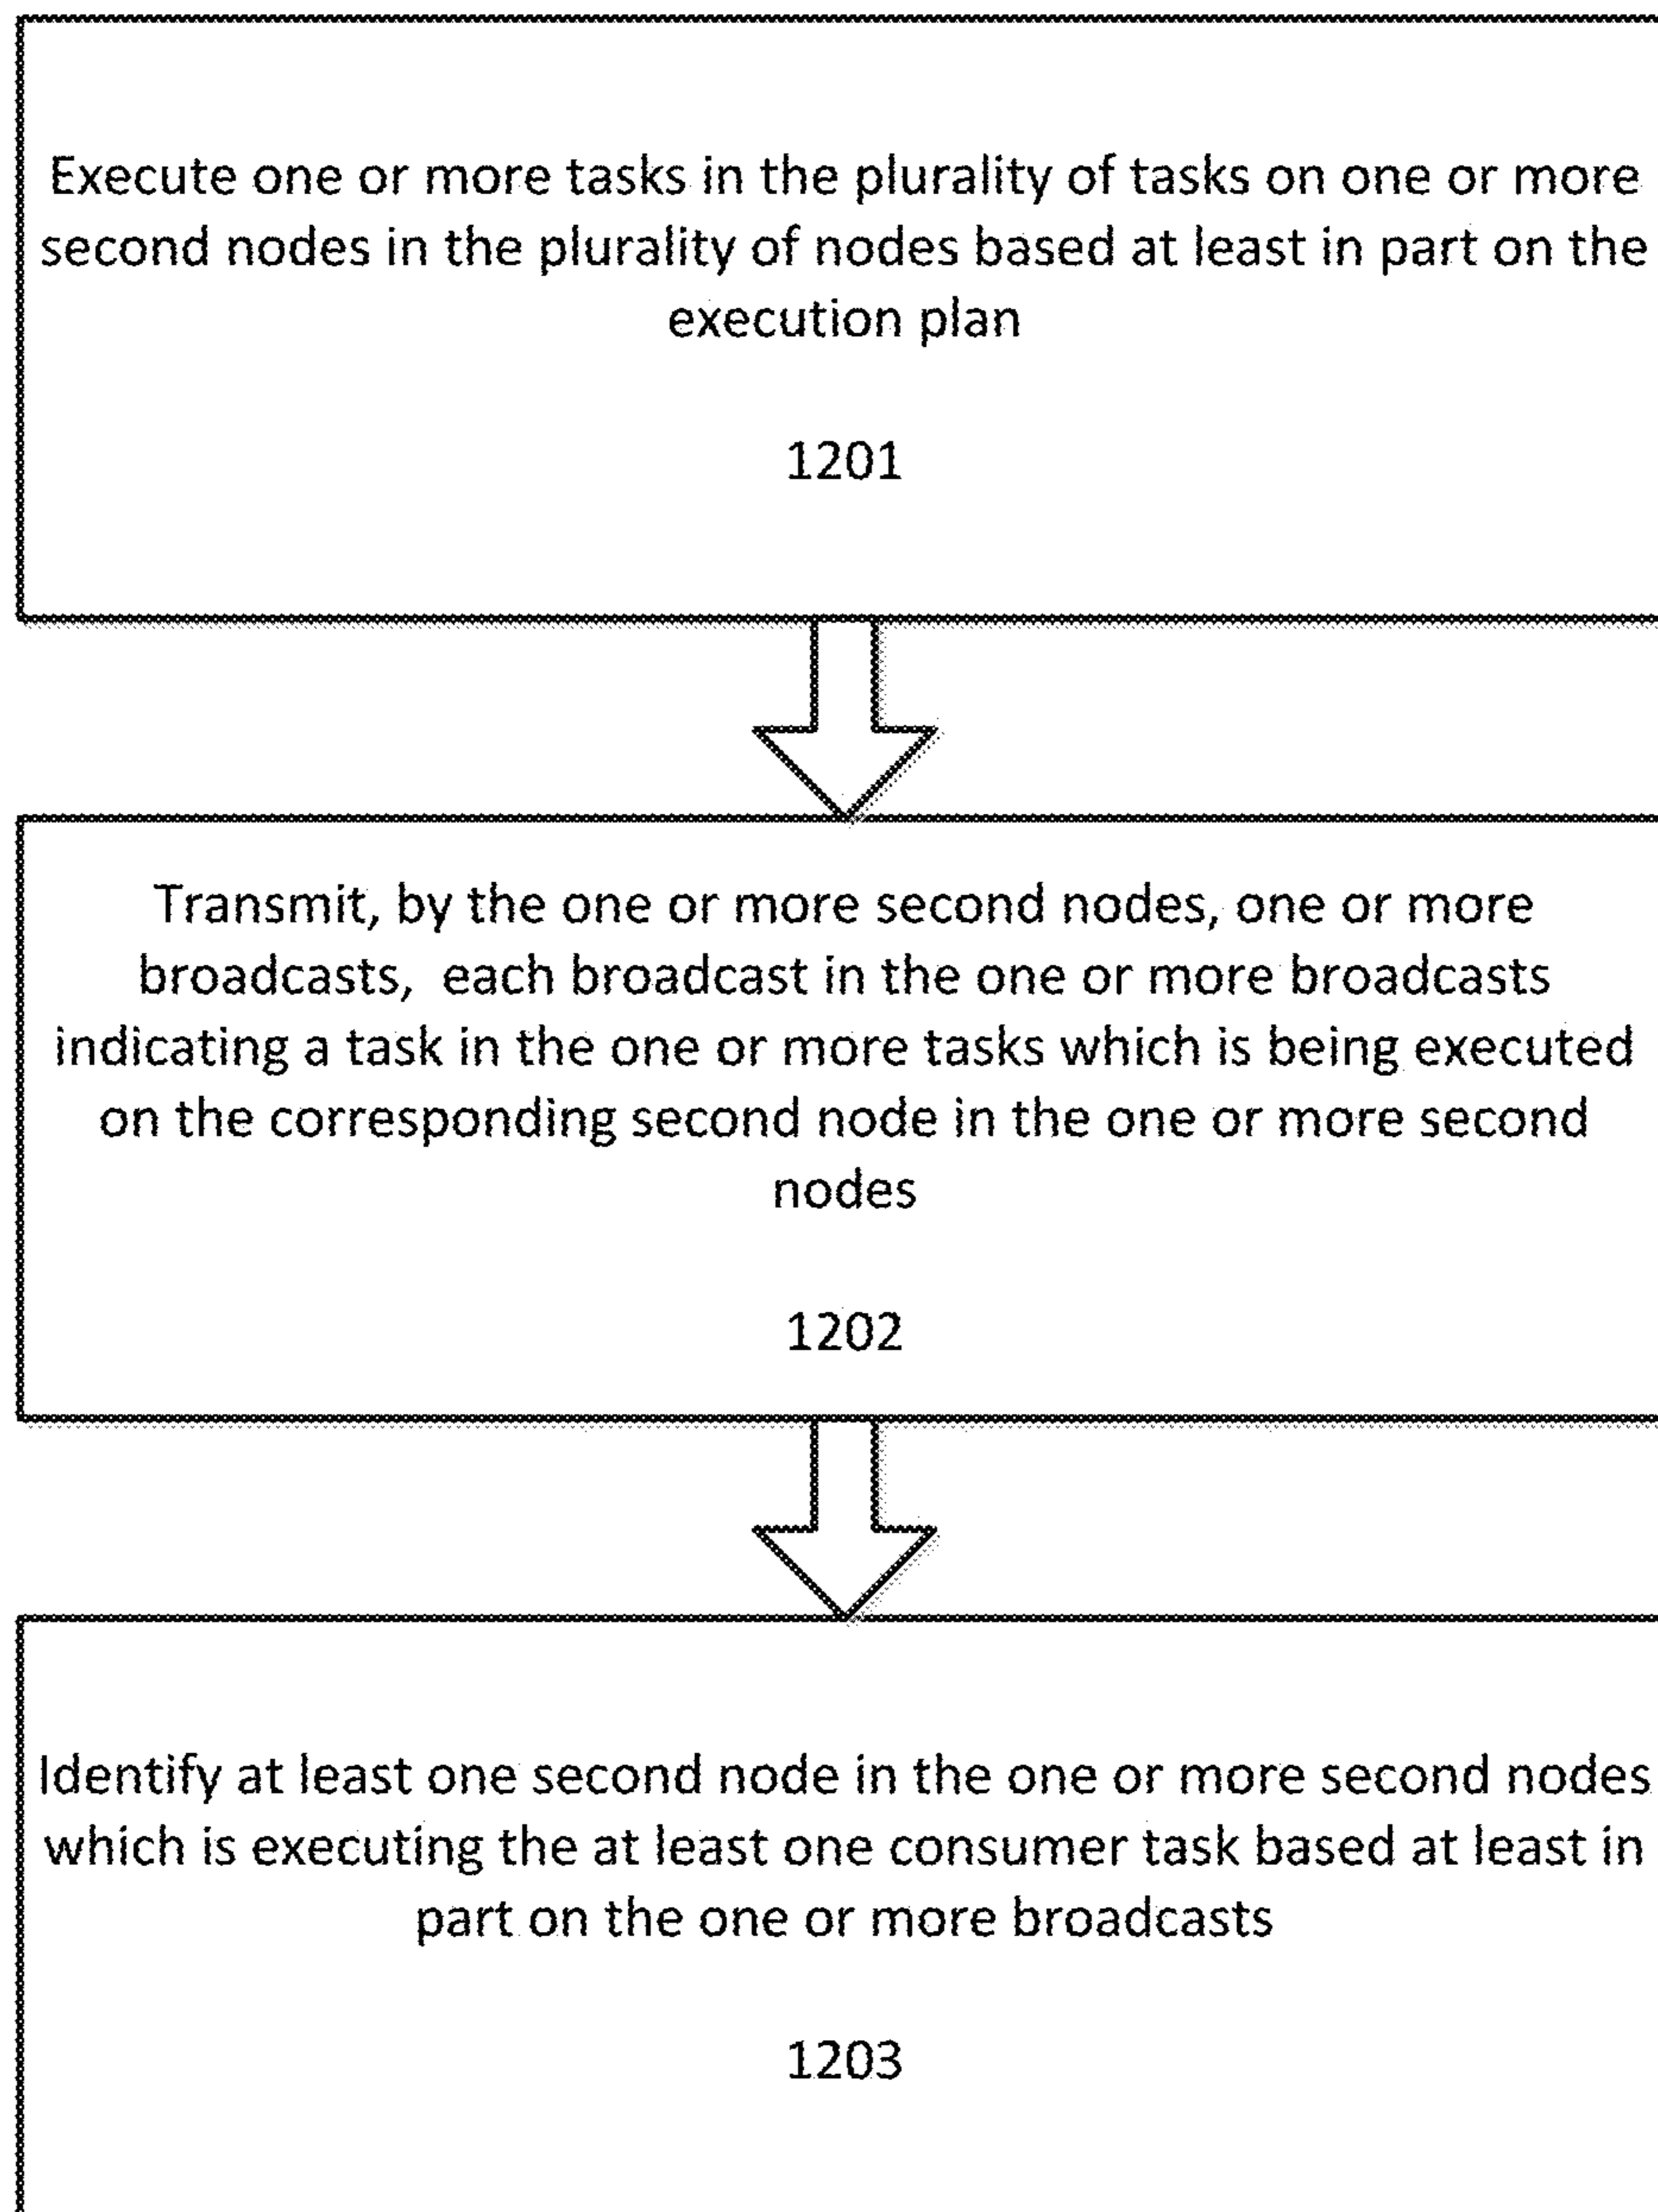 Execute one or more tasks in the plurality of tasks on one or more
second nodes in the plurality of nodes based at least in part on the
execution plan
1201
Transmit, by the one or more second nodes, one or more
broadcasts, each broadcast in the one or more broadcasts
indicating a task in the one or more tasks which is being executed
on the corresponding second node in the one or more second
nodes
1202
Identify at least one second node in the one or more second nodes
which is executing the at least one consumer task based at least in
part on the one or more broadcasts
1203